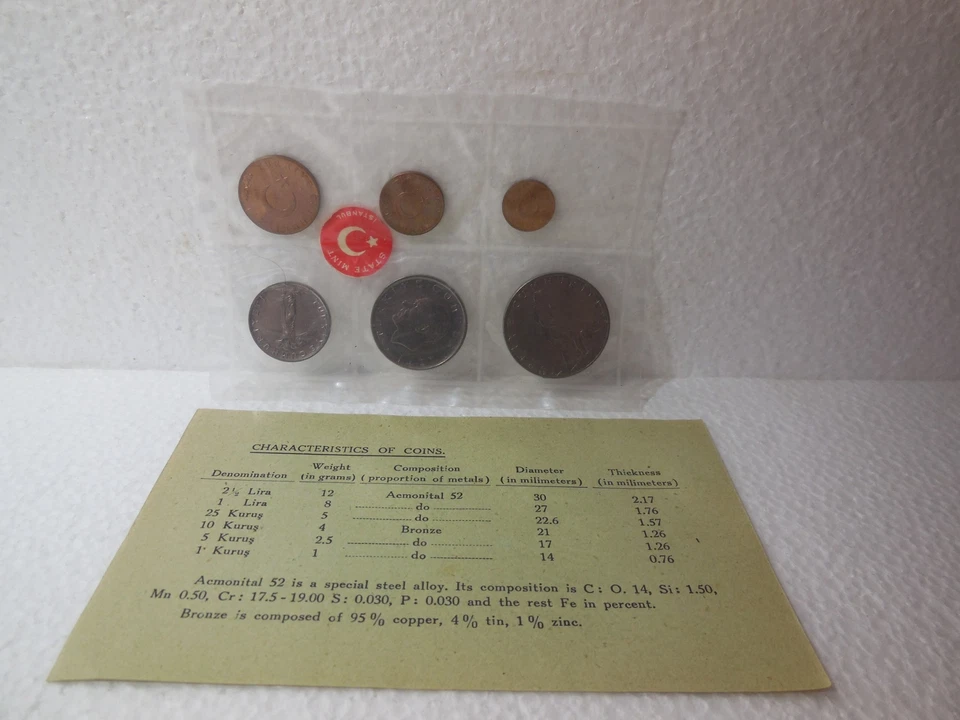 STATE MINT
ISTANBUL
CHARACTERISTICS OF COINS.
Denomination Weight (in grams) Composition (proportion of metals) Diameter (in milimeters) Thickness (in milimeters)
2½ Lira 12 Acmonital 52 30 2.17
1 Lira 8 do 27 1.76
25 Kuruş 5 do 22.6 1.57
10 Kuruş 4 Bronze 21 1.26
5 Kuruş 2.5 do 17 1.26
1 Kuruş 1 do 14 0.76
Acmonital 52 is a special steel alloy. Its composition is C: O. 14, Si: 1.50,
Mn 0.50, Cr: 17.5-19.00 S: 0.030, P: 0.030 and the rest Fe in percent.
Bronze is composed of 95% copper, 4% tin, 1% zinc.